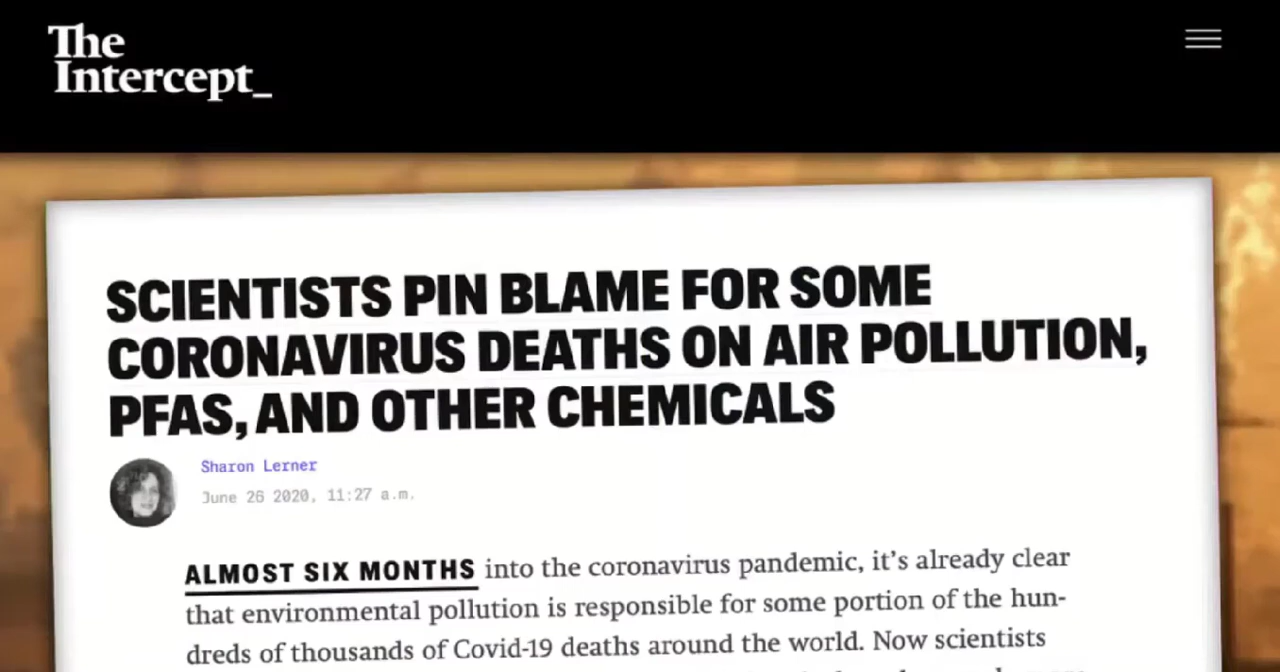 The
Intercept_
SCIENTISTS PIN BLAME FOR SOME
CORONAVIRUS DEATHS ON AIR POLLUTION,
PFAS, AND OTHER CHEMICALS
Sharon Lerner
June 26 2020, 11:27 a.m.
ALMOST SIX MONTHS into the coronavirus pandemic, it’s already clear
that environmental pollution is responsible for some portion of the hun-
dreds of thousands of Covid-19 deaths around the world. Now scientists